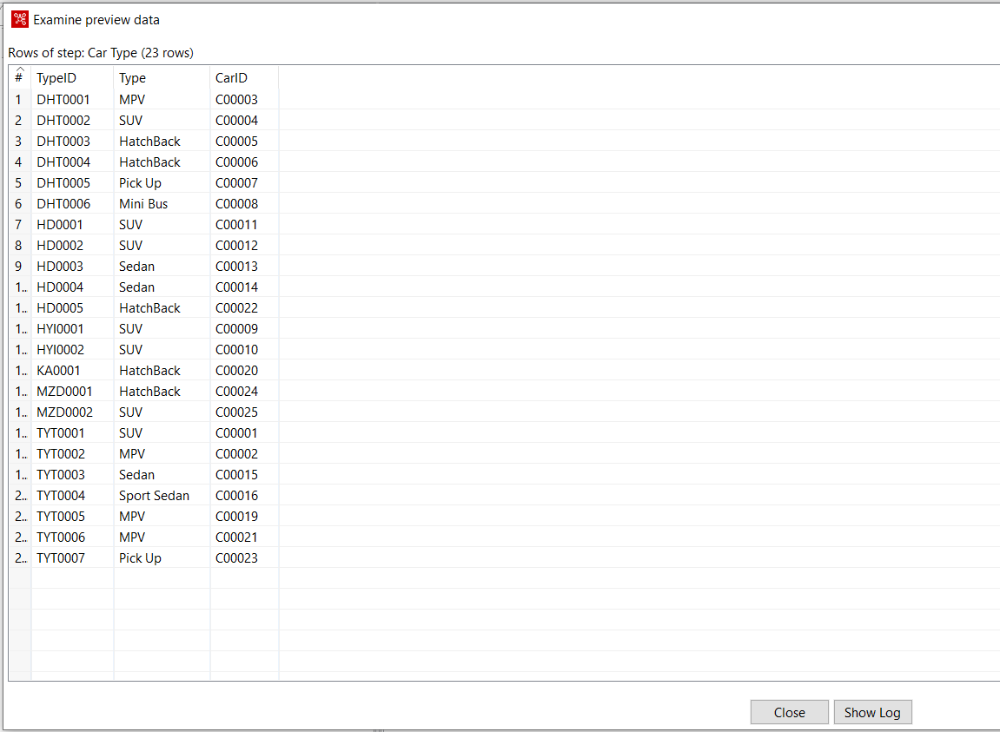 Examine preview data
Rows of step: Car Type (23 rows)
# TypeID Type CarID
1 DHT0001 MPV C00003
2 DHT0002 SUV C00004
3 DHT0003 HatchBack C00005
4 DHT0004 HatchBack C00006
5 DHT0005 Pick Up C00007
6 DHT0006 Mini Bus C00008
7 HD0001 SUV C00011
8 HD0002 SUV C00012
9 HD0003 Sedan C00013
1.. HD0004 Sedan C00014
1.. HD0005 HatchBack C00022
1.. HYI0001 SUV C00009
1.. HYI0002 SUV C00010
1.. KA0001 HatchBack C00020
1.. MZD0001 HatchBack C00024
1.. MZD0002 SUV C00025
1.. TYT0001 SUV C00001
1.. TYT0002 MPV C00002
1.. TYT0003 Sedan C00015
2.. TYT0004 Sport Sedan C00016
2.. TYT0005 MPV C00019
2.. TYT0006 MPV C00021
2.. TYT0007 Pick Up C00023
Close Show Log